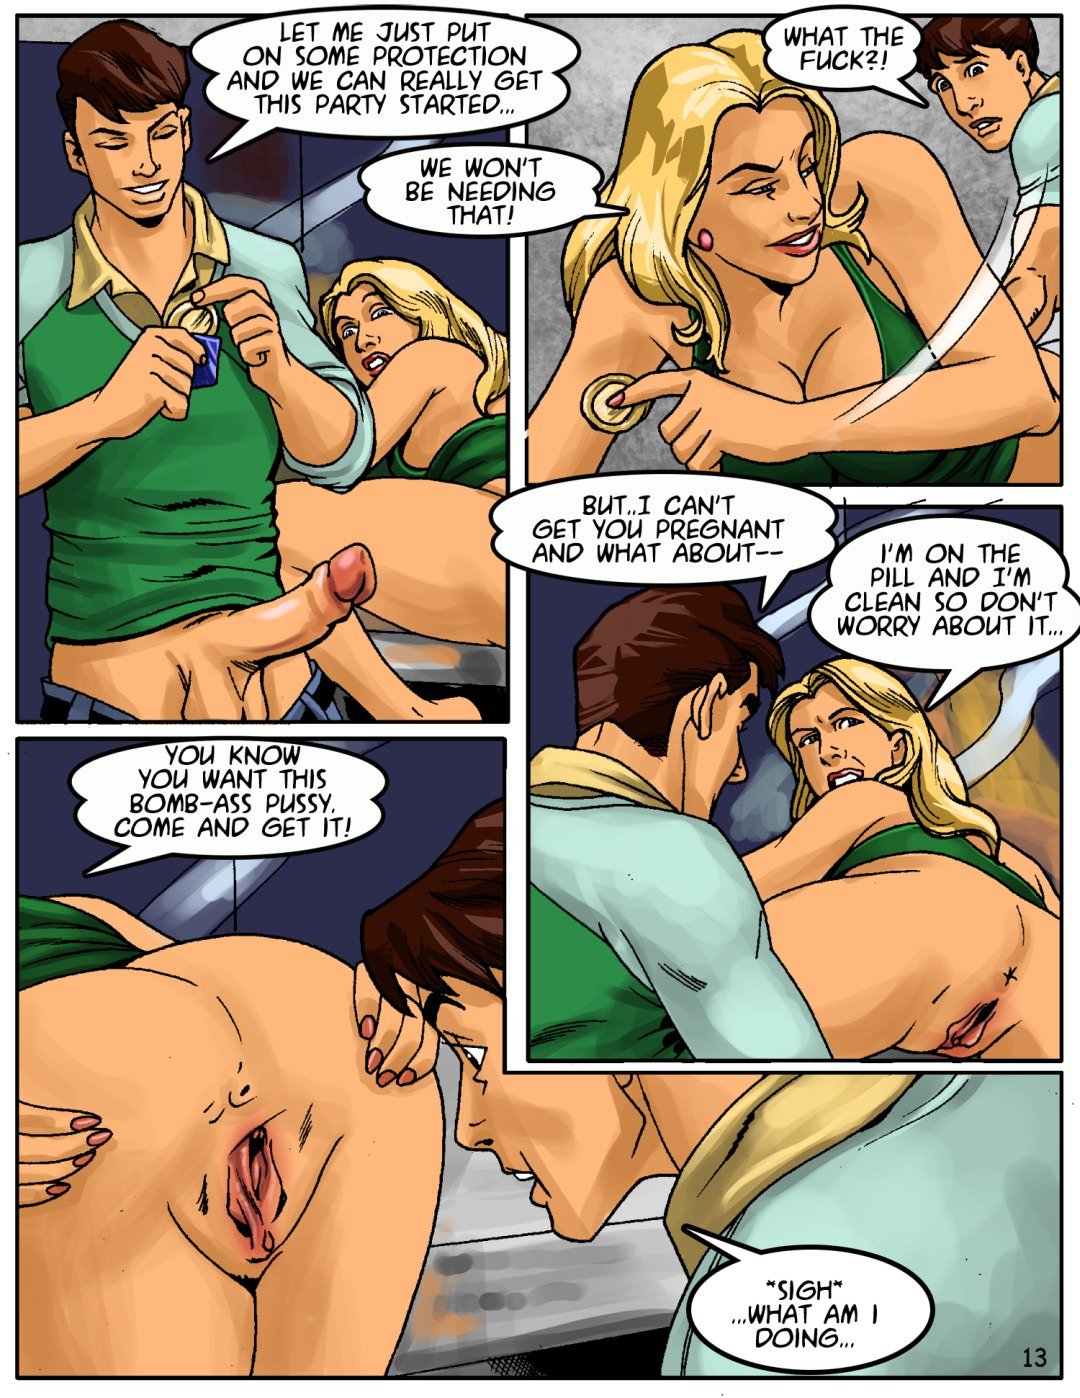 LET ME JUST PUT
ON SOME PROTECTION
AND WE CAN REALLY GET
THIS PARTY STARTED...
WE WON'T
BE NEEDING
THAT!
WHAT THE
FUCK?!
BUT..I CAN'T
GET YOU PREGNANT
AND WHAT ABOUT--
I'M ON THE
PILL AND I'M
CLEAN SO DON'T
WORRY ABOUT IT...
YOU KNOW
YOU WANT THIS
BOMB-ASS PUSSY,
COME AND GET IT!
*SIGH*
...WHAT AM I
DOING...
13